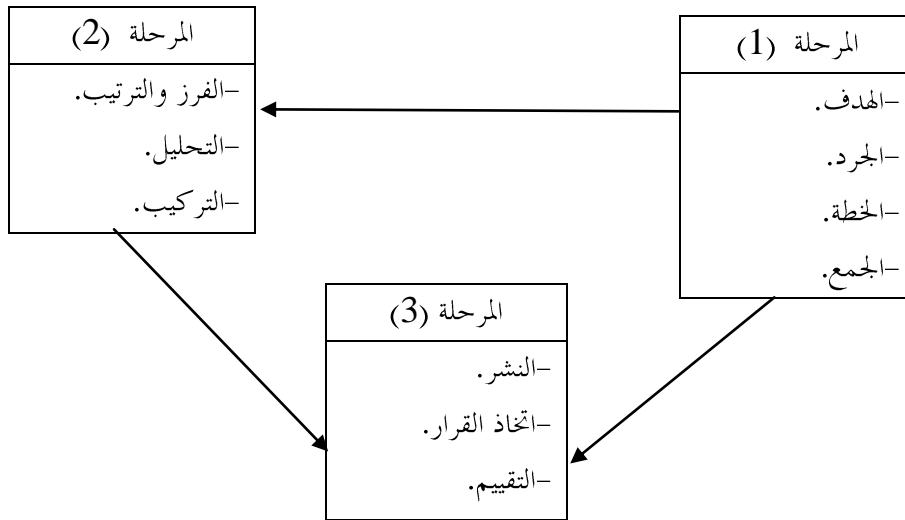 المرحلة (1)
-الهدف.
-الجرد.
-الخطة.
-الجمع.
المرحلة (2)
-الفرز والترتيب.
-التحليل.
-التركيب.
المرحلة (3)
-النشر.
-اتخاذ القرار.
-التقييم.